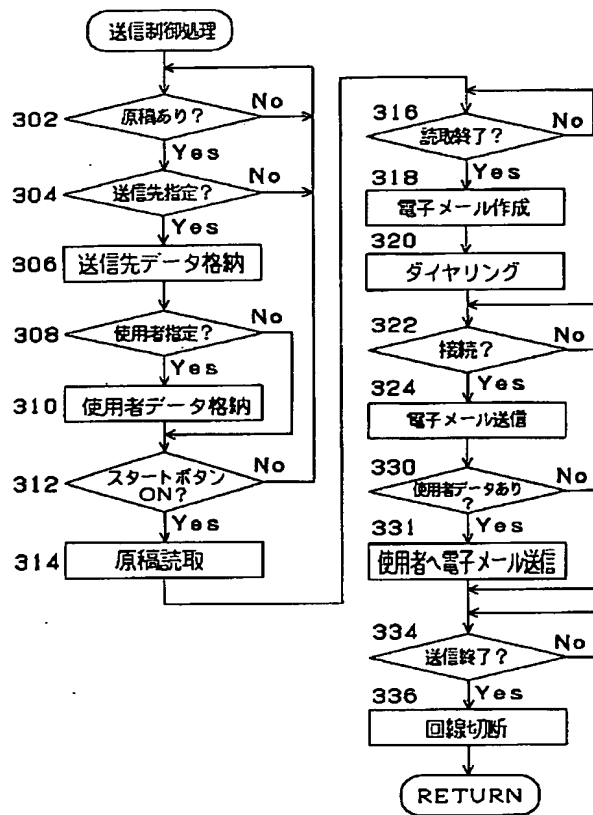 送信制御処理
302
原稿あり?
No
Yes
304
送信先指定?
No
Yes
306
送信先データ格納
308
使用者指定?
No
Yes
310
使用者データ格納
312
スタートボタン
ON?
No
Yes
314
原稿読取
316
読取終了?
No
Yes
318
電子メール作成
320
ダイヤリング
322
接続?
No
Yes
324
電子メール送信
330
使用者データあり
?
No
Yes
331
使用者へ電子メール送信
334
送信終了?
No
Yes
336
回線切断
RETURN